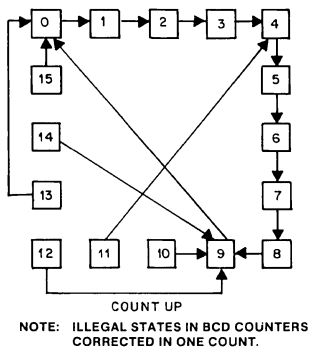 0 1 2 3 4
15 5
14 6
13 7
12 11 10 9 8
COUNT UP
NOTE: ILLEGAL STATES IN BCD COUNTERS
CORRECTED IN ONE COUNT.